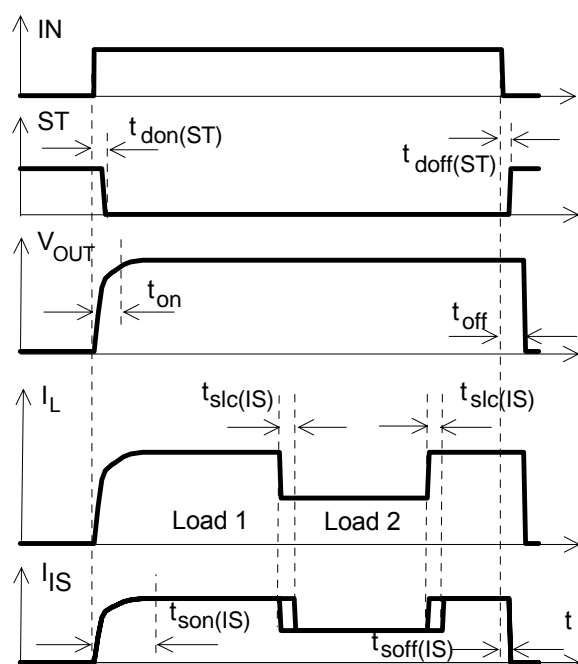 IN
ST
t don(ST)
t doff(ST)
V OUT
t on
t off
I L
t slc(IS)
t slc(IS)
Load 1
Load 2
I IS
t son(IS)
t soff(IS)
t